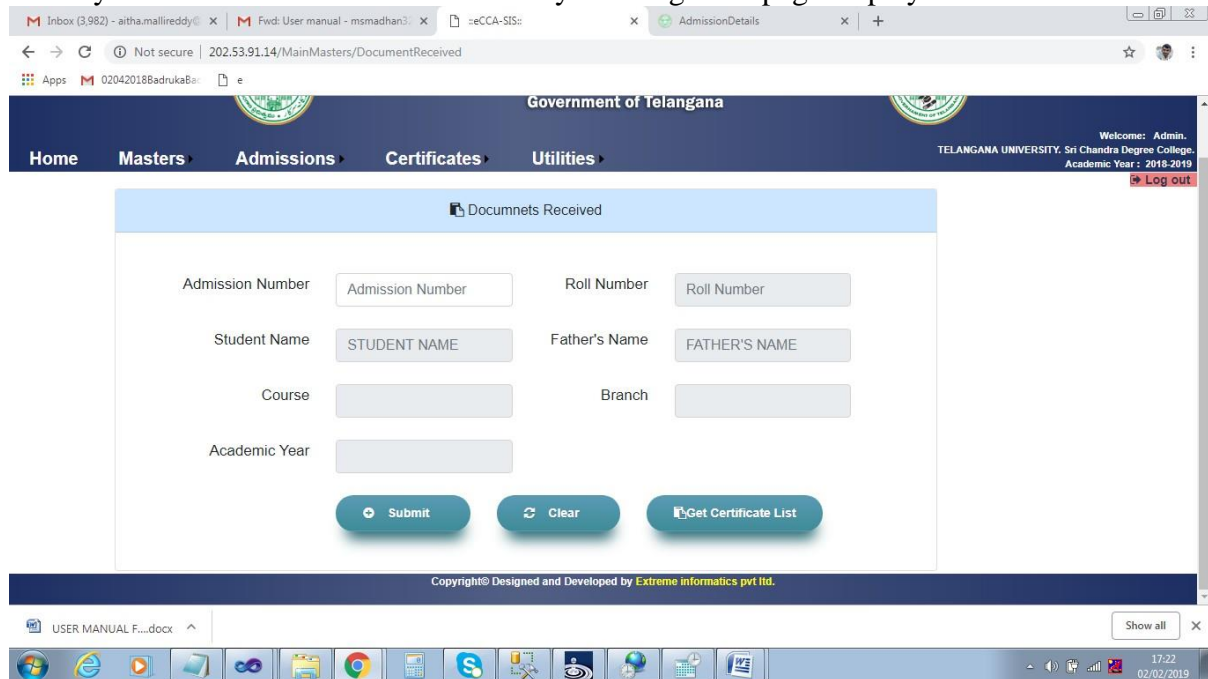 Inbox (3,982) - aitha.mallireddy@ Fwd: User manual - msmadhan3: ::eCCA-SIS:: AdmissionDetails
Not secure | 202.53.91.14/MainMasters/DocumentReceived
Apps 02042018BadrukaBa e
Government of Telangana
Welcome: Admin.
TELANGANA UNIVERSITY. Sri Chandra Degree College.
Academic Year : 2018-2019
Home Masters Admissions Certificates Utilities
Log out
Documnets Received
Admission Number Admission Number Roll Number Roll Number
Student Name STUDENT NAME Father's Name FATHER'S NAME
Course Branch
Academic Year
Submit Clear Get Certificate List
Copyright© Designed and Developed by Extreme informatics pvt ltd.
USER MANUAL F....docx Show all
17:22
02/02/2019